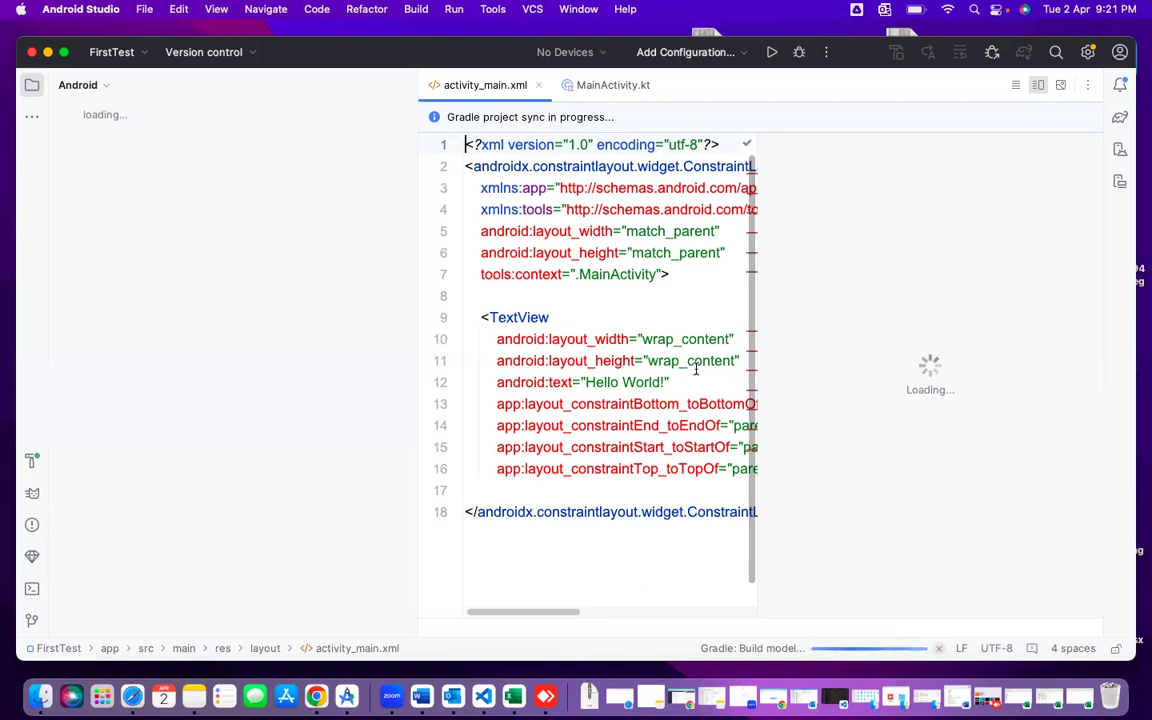 Android Studio File Edit View Navigate Code Refactor Build Run Tools VCS Window Help Tue 2 Apr 9:21 PM
FirstTest Version control No Devices Add Configuration...
Android activity_main.xml MainActivity.kt
loading... Gradle project sync in progress...
1 <?xml version="1.0" encoding="utf-8"?>
2 <androidx.constraintlayout.widget.ConstraintL
3 xmlns:app="http://schemas.android.com/ap
4 xmlns:tools="http://schemas.android.com/to
5 android:layout_width="match_parent"
6 android:layout_height="match_parent"
7 tools:context=".MainActivity">
8
9 <TextView
10 android:layout_width="wrap_content"
11 android:layout_height="wrap_content"
12 android:text="Hello World!"
13 app:layout_constraintBottom_toBottomOf
14 app:layout_constraintEnd_toEndOf="pare
15 app:layout_constraintStart_toStartOf="pa
16 app:layout_constraintTop_toTopOf="pare
17
18 </androidx.constraintlayout.widget.ConstraintL
Loading...
FirstTest app src main res layout activity_main.xml Gradle: Build model... LF UTF-8 4 spaces
APR
2
zoom